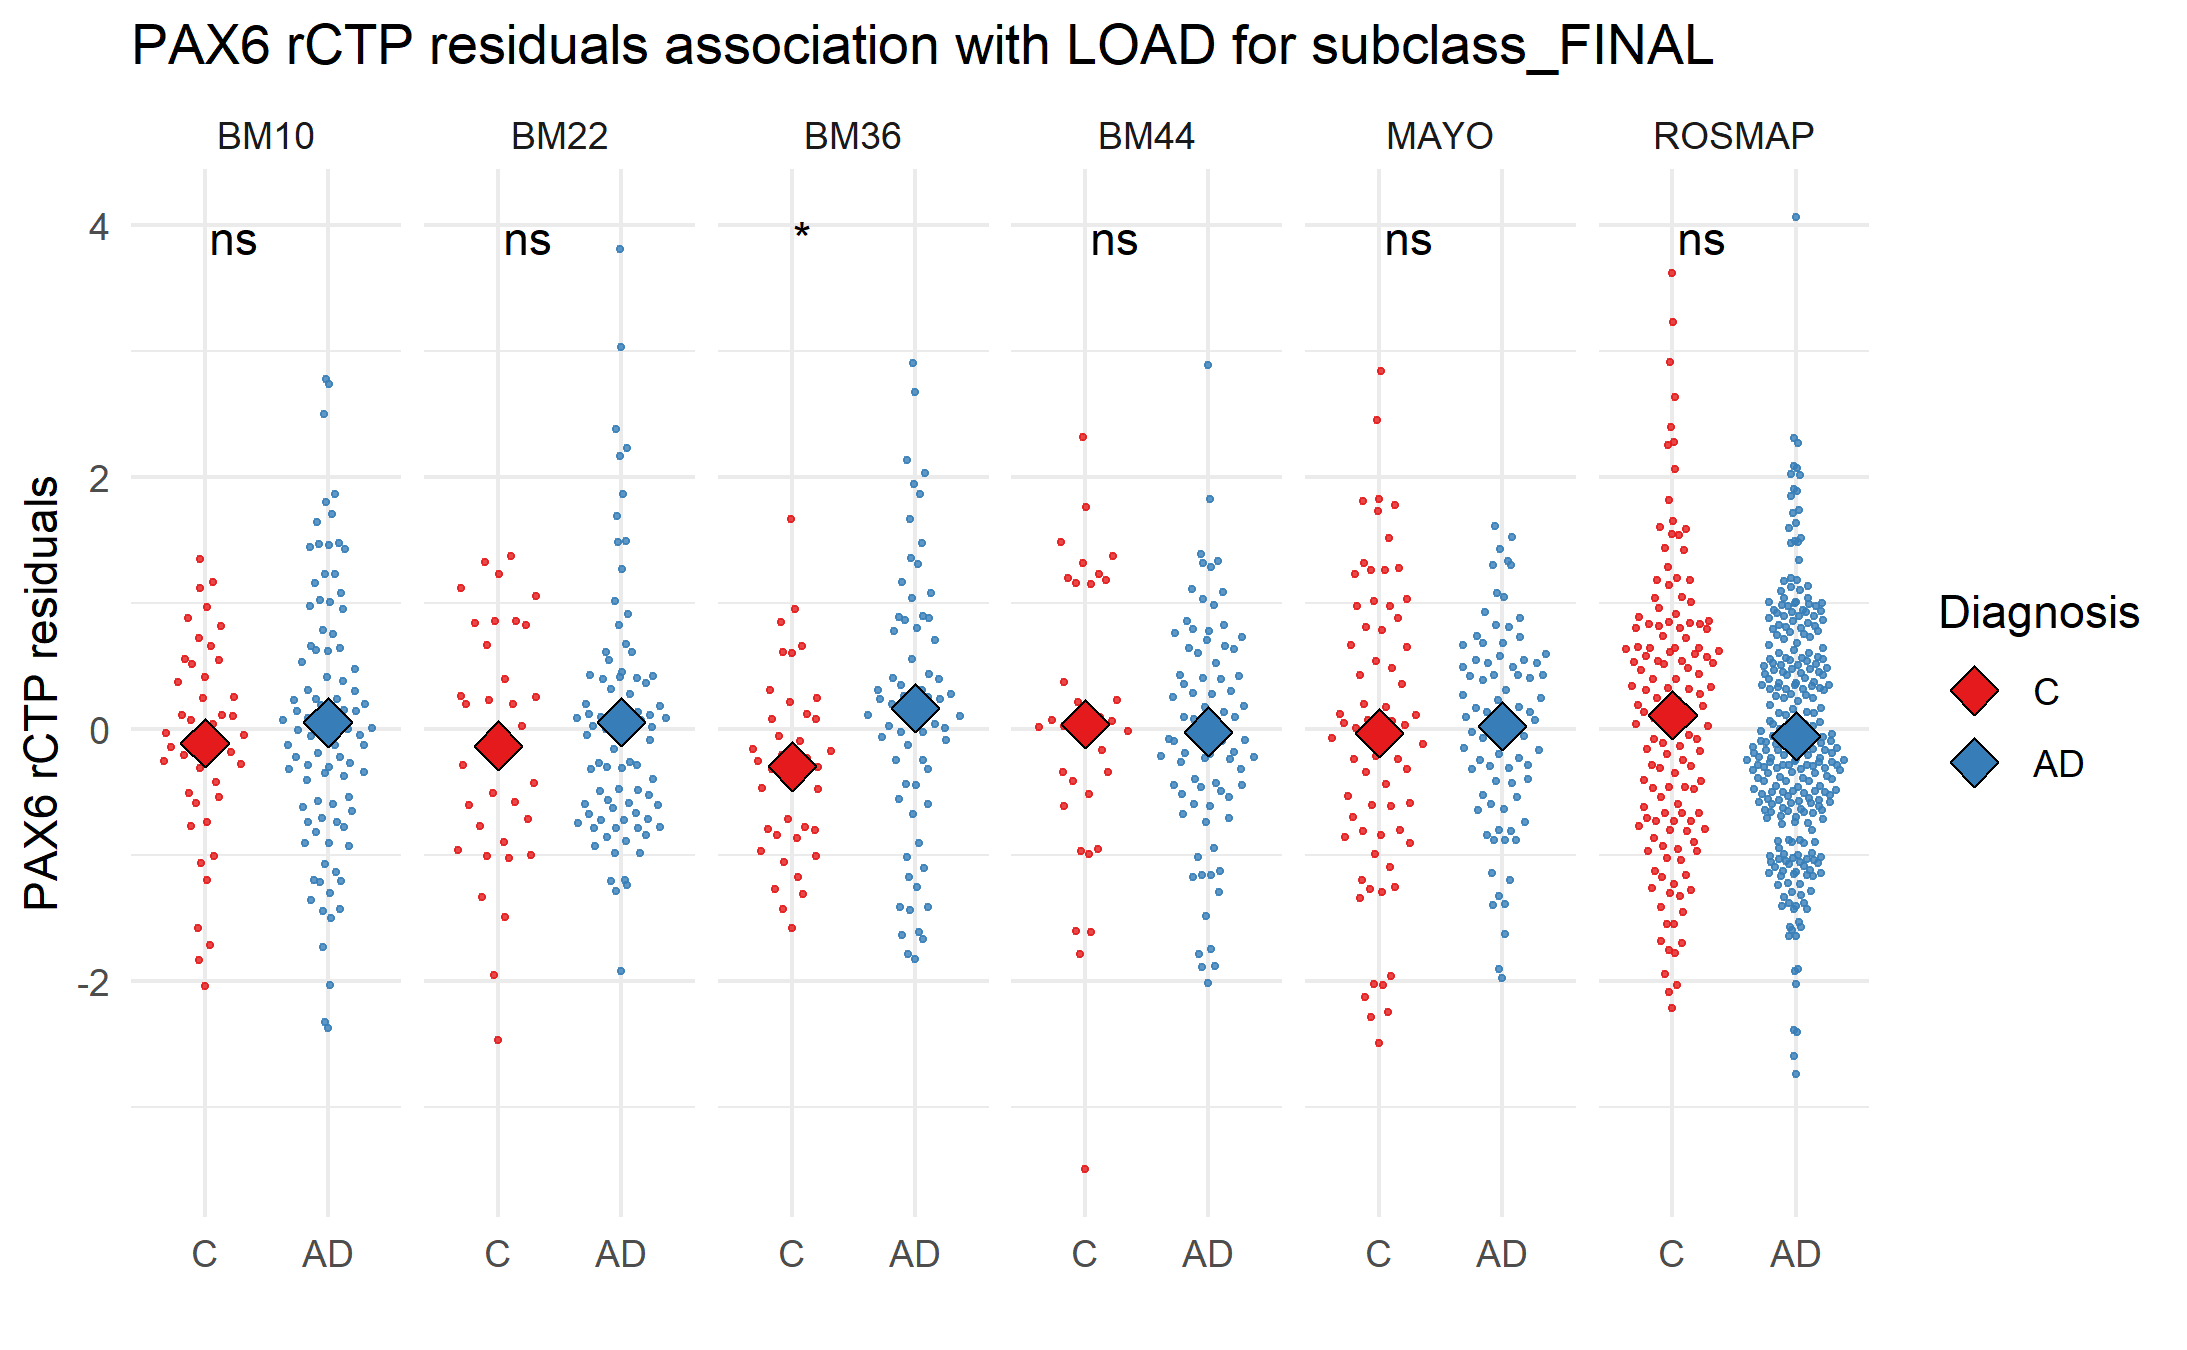 PAX6 rCTP residuals association with LOAD for subclass_FINAL
BM10 BM22 BM36 BM44 MAYO ROSMAP
ns ns * ns ns ns
4
2
0
-2
PAX6 rCTP residuals
C AD C AD C AD C AD C AD C AD
Diagnosis
C
AD